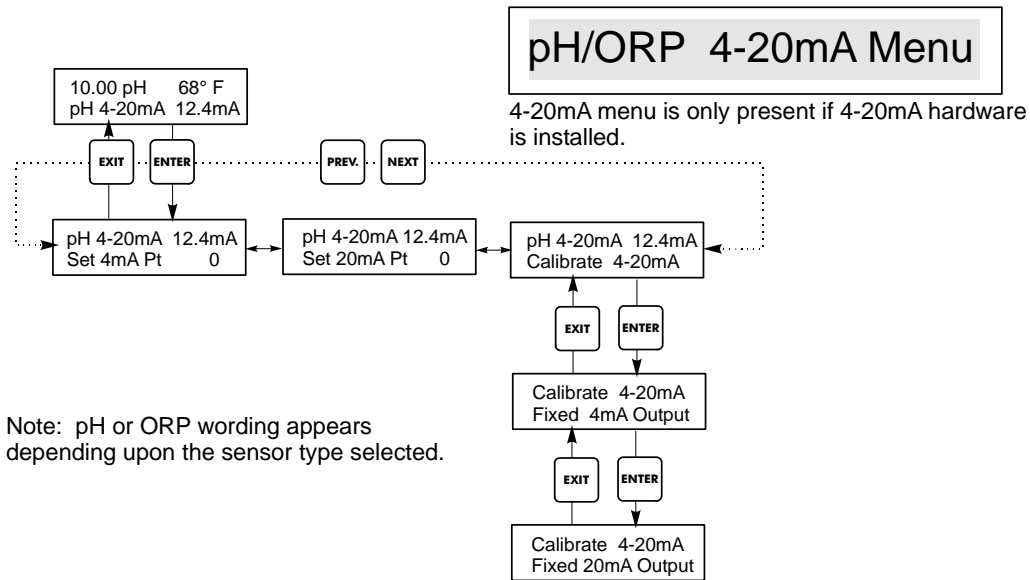 pH/ORP 4-20mA Menu
4-20mA menu is only present if 4-20mA hardware
is installed.
10.00 pH 68° F
pH 4-20mA 12.4mA
EXIT
ENTER
PREV.
NEXT
pH 4-20mA 12.4mA
Set 4mA Pt 0
pH 4-20mA 12.4mA
Set 20mA Pt 0
pH 4-20mA 12.4mA
Calibrate 4-20mA
EXIT
ENTER
Calibrate 4-20mA
Fixed 4mA Output
Note: pH or ORP wording appears
depending upon the sensor type selected.
EXIT
ENTER
Calibrate 4-20mA
Fixed 20mA Output